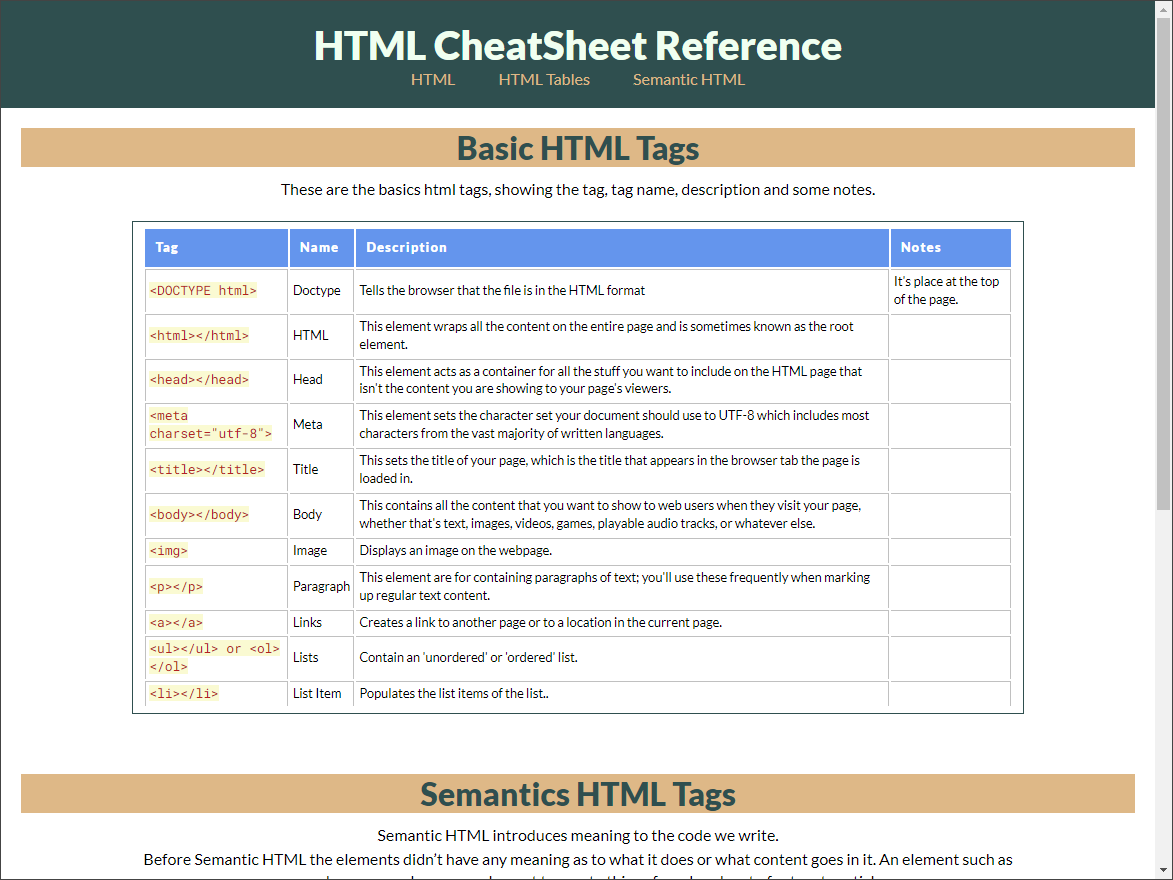 HTML CheatSheet Reference
HTML HTML Tables Semantic HTML
Basic HTML Tags
These are the basics html tags, showing the tag, tag name, description and some notes.
Tag Name Description Notes
<DOCTYPE html> Doctype Tells the browser that the file is in the HTML format It's place at the top
of the page.
<html></html> HTML This element wraps all the content on the entire page and is sometimes known as the root
element.
<head></head> Head This element acts as a container for all the stuff you want to include on the HTML page that
isn't the content you are showing to your page's viewers.
<meta
charset="utf-8"> Meta This element sets the character set your document should use to UTF-8 which includes most
characters from the vast majority of written languages.
<title></title> Title This sets the title of your page, which is the title that appears in the browser tab the page is
loaded in.
<body></body> Body This contains all the content that you want to show to web users when they visit your page,
whether that's text, images, videos, games, playable audio tracks, or whatever else.
<img> Image Displays an image on the webpage.
<p></p> Paragraph This element are for containing paragraphs of text; you'll use these frequently when marking
up regular text content.
<a></a> Links Creates a link to another page or to a location in the current page.
<ul></ul> or <ol>
</ol> Lists Contain an 'unordered' or 'ordered' list.
<li></li> List Item Populates the list items of the list..
Semantics HTML Tags
Semantic HTML introduces meaning to the code we write.
Before Semantic HTML the elements didn't have any meaning as to what it does or what content goes in it. An element such as